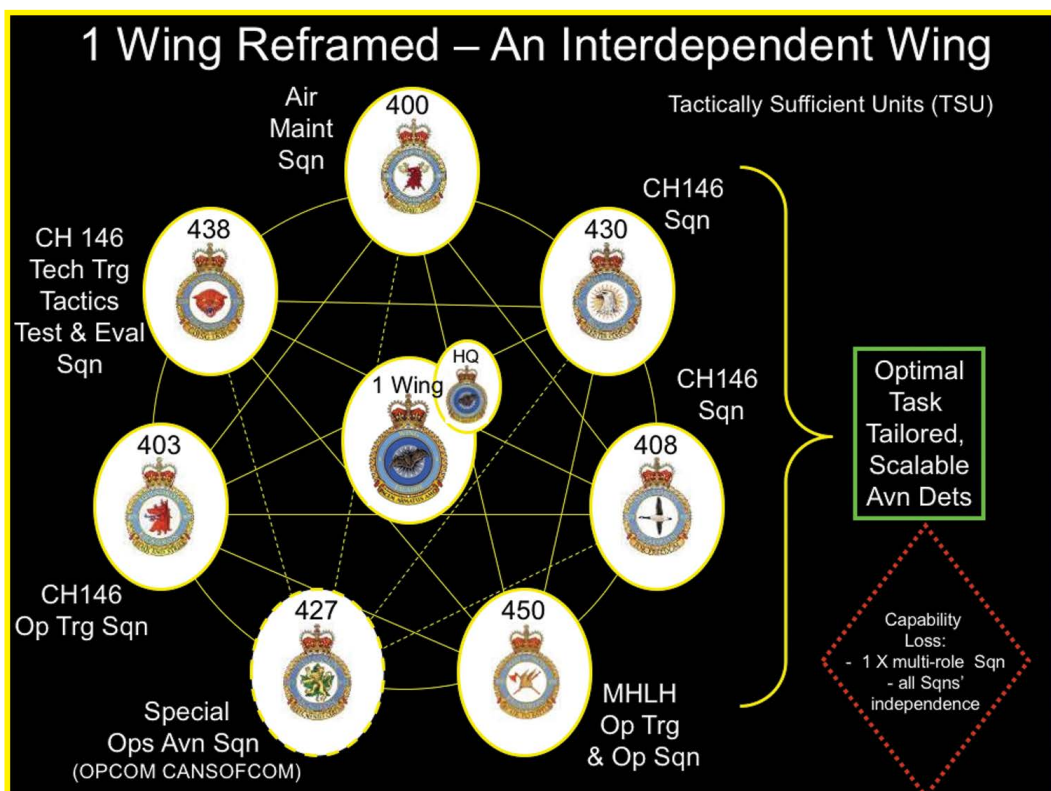 1 Wing Reframed – An Interdependent Wing
Tactically Sufficient Units (TSU)
Air
Maint
Sqn
400
CH146
Sqn
430
438
CH 146
Tech Trg
Tactics
Test & Eval
Sqn
HQ
1 Wing
CH146
Sqn
408
403
CH146
Op Trg Sqn
427
Special
Ops Avn Sqn
(OPCOM CANSOFCOM)
450
MHLH
Op Trg
& Op Sqn
Optimal
Task
Tailored,
Scalable
Avn Dets
Capability
Loss:
- 1 X multi-role Sqn
- all Sqns'
independence